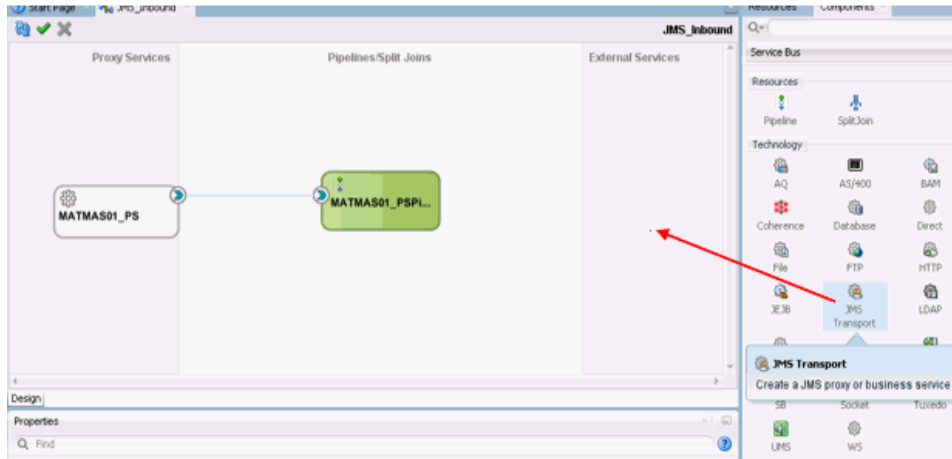 Start Page
JMS_Inbound
Resources
Components
JMS_Inbound
Proxy Services
Pipelines/Split Joins
External Services
Service Bus
Resources
Pipeline
SplitJoin
Technology
AQ
AS/400
BAM
Coherence
Database
Direct
File
FTP
HTTP
JEJB
JMS
Transport
LDAP
MATMAS01_PS
MATMAS01_PSPi...
JMS Transport
Create a JMS proxy or business service
SB
Socket
Tuxedo
UMS
WS
Design
Properties
Find